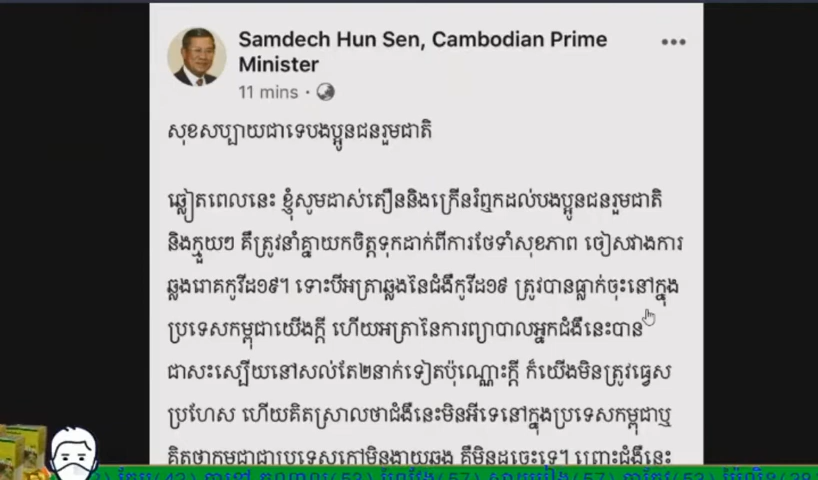 Samdech Hun Sen, Cambodian Prime
Minister
11 mins ·
សុខសប្បាយជាទេបងប្អូនជនរួមជាតិ
ឆ្លៀតពេលនេះ ខ្ញុំសូមដាស់តឿននិងក្រើនរំឮកដល់បងប្អូនជនរួមជាតិ
និងក្មួយៗ គឺត្រូវនាំគ្នាយកចិត្តទុកដាក់ពីការថែទាំសុខភាព ចៀសវាងការ
ឆ្លងរោគកូវីដ១៩។ ទោះបីអត្រាឆ្លងនៃជំងឺកូវីដ១៩ ត្រូវបានធ្លាក់ចុះនៅក្នុង
ប្រទេសកម្ពុជាយើងក្តី ហើយអត្រានៃការព្យាបាលអ្នកជំងឺនេះបាន
ជាសះស្បើយនៅសល់តែ២នាក់ទៀតប៉ុណ្ណោះក្តី ក៏យើងមិនត្រូវធ្វេស
ប្រហែស ហើយគិតស្រាលថាជំងឺនេះមិនអីទេនៅក្នុងប្រទេសកម្ពុជាឬ
គិតថាកម្ពុជាជាប្រទេសក្តៅមិនងាយឆ្លង គឺមិនដូច្នេះទេ។ ព្រោះជំងឺនេះ